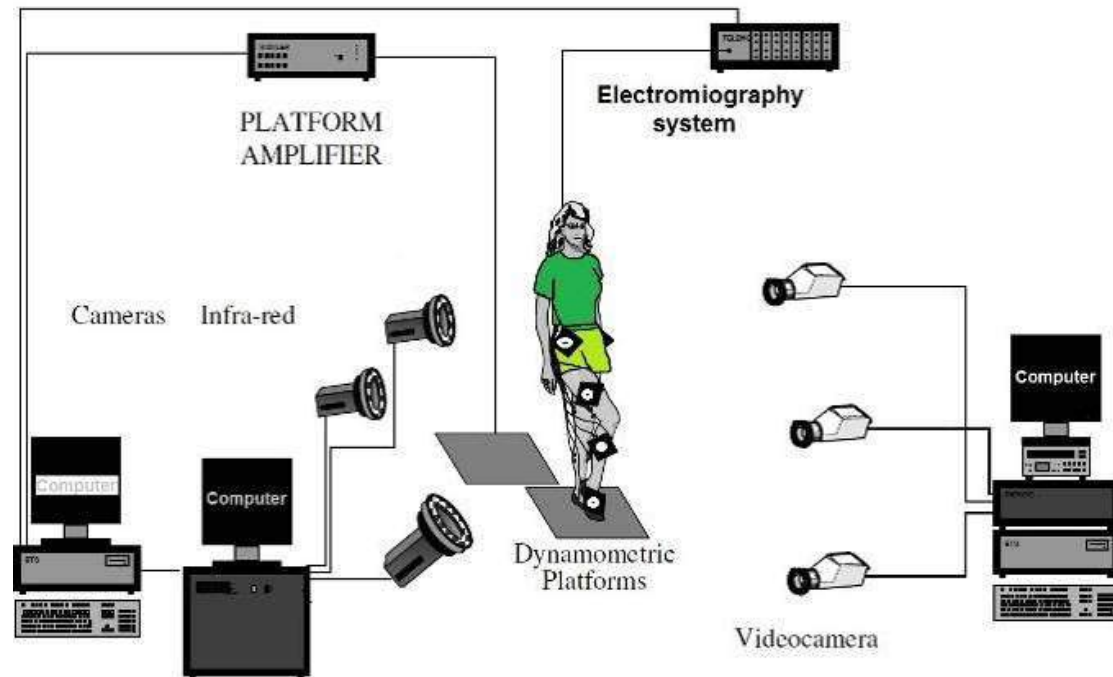 PLATFORM
AMPLIFIER
Electromiography
system
Cameras Infra-red
Computer
Computer
Computer
Dynamometric
Platforms
Videocamera